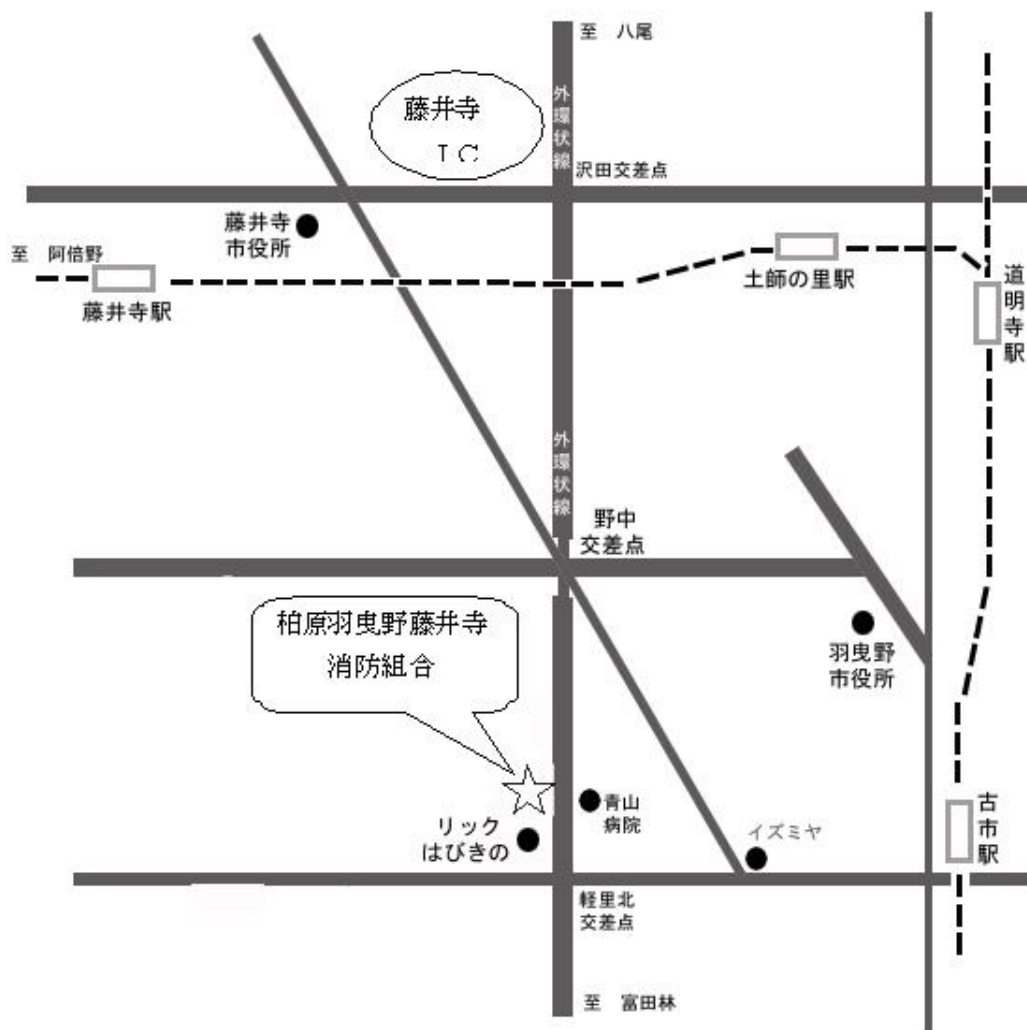 至 八尾
藤井寺
IC
外環状線
沢田交差点
藤井寺
市役所
至 阿倍野
藤井寺駅
土師の里駅
道明寺駅
外環状線
野中
交差点
柏原羽曳野藤井寺
消防組合
羽曳野
市役所
青山
病院
リック
はびきの
イズミヤ
古市駅
軽里北
交差点
至 富田林